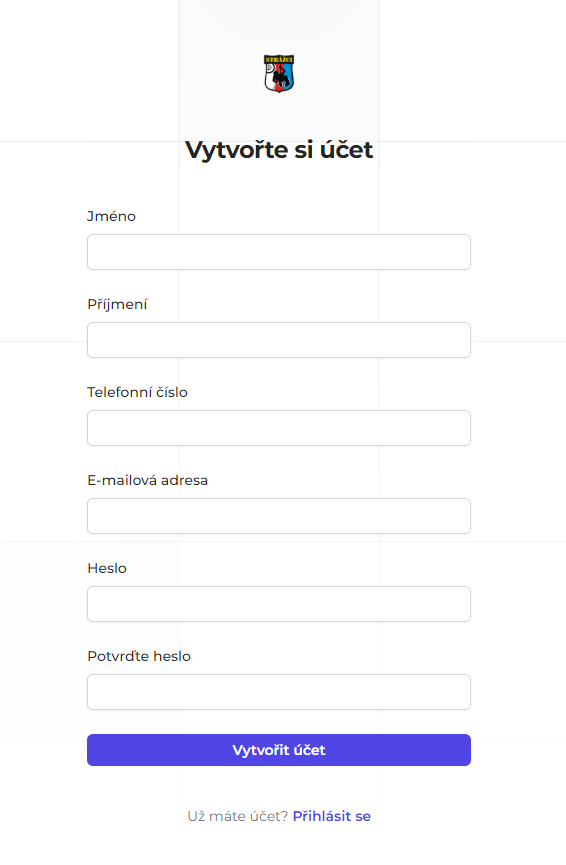 STRÁŽCI
Vytvořte si účet
Jméno
Příjmení
Telefonní číslo
E-mailová adresa
Heslo
Potvrďte heslo
Vytvořit účet
Už máte účet? Přihlásit se